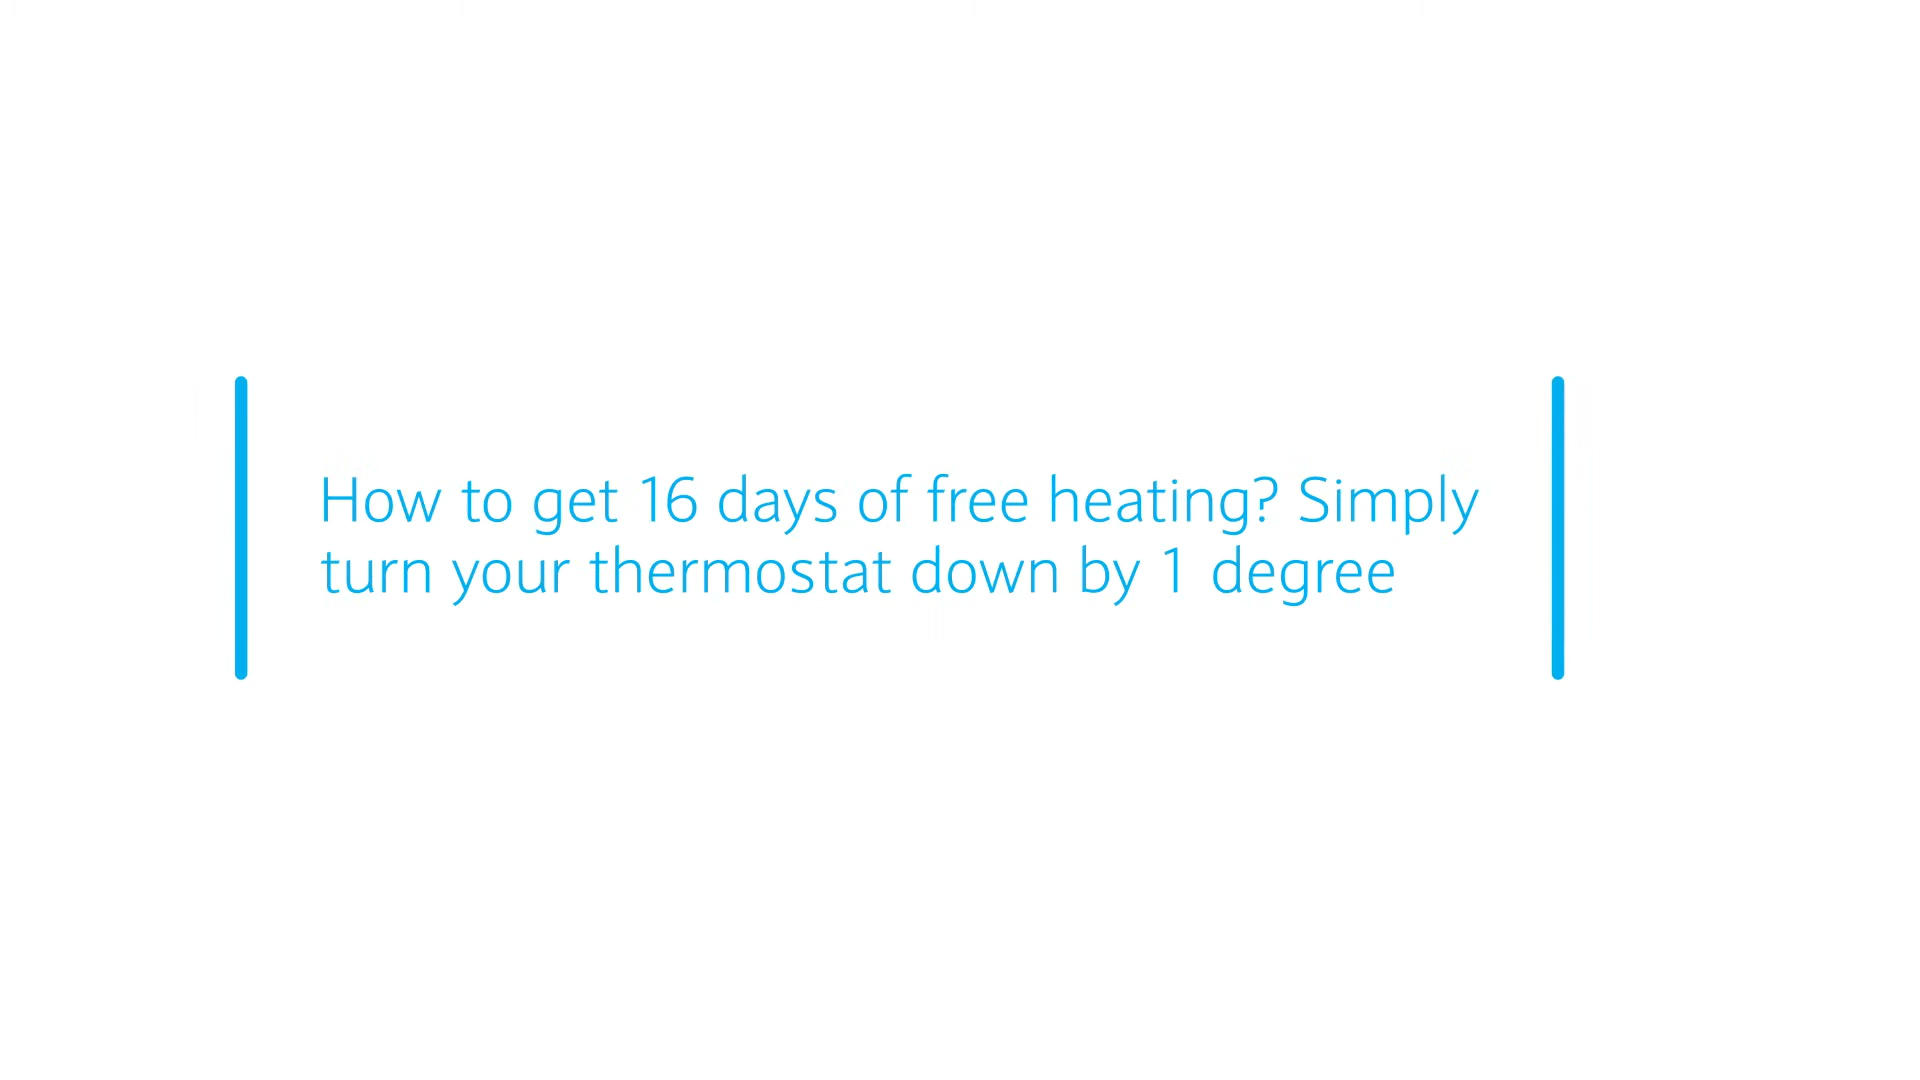 How to get 16 days of free heating? Simply
turn your thermostat down by 1 degree